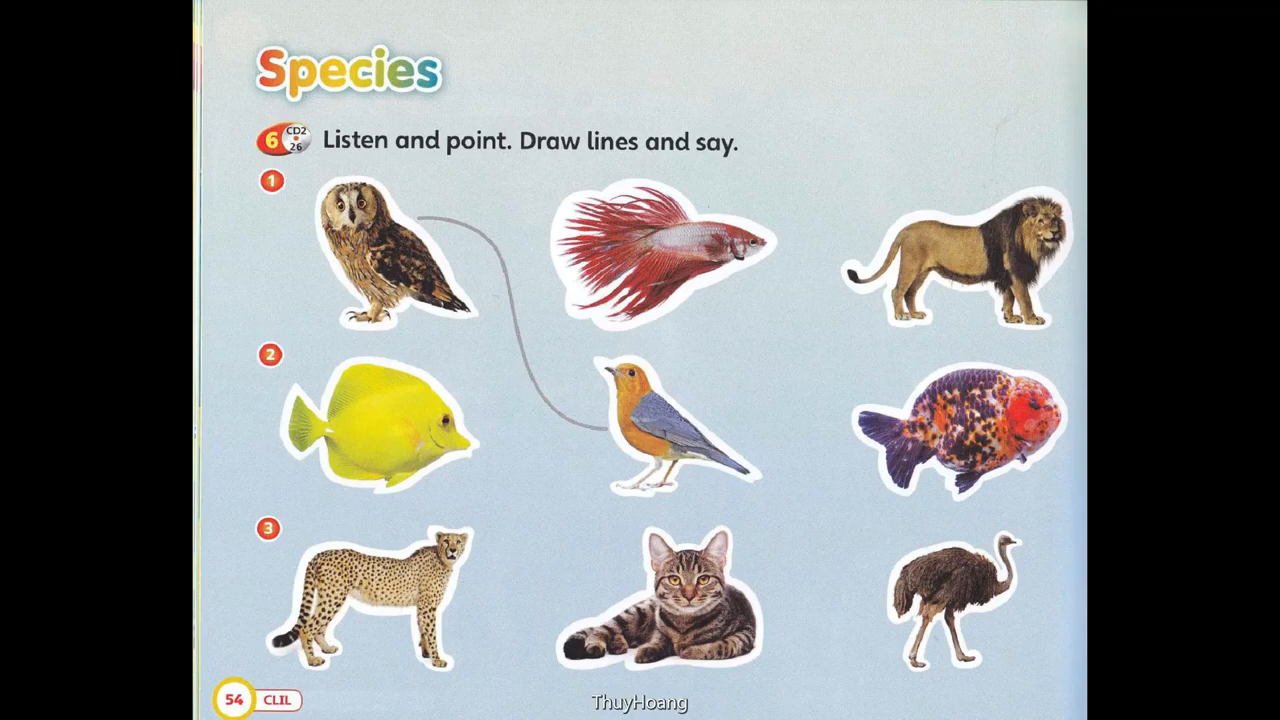 Species
6 CD2 26 Listen and point. Draw lines and say.
1
2
3
54 CLIL
ThuyHoang